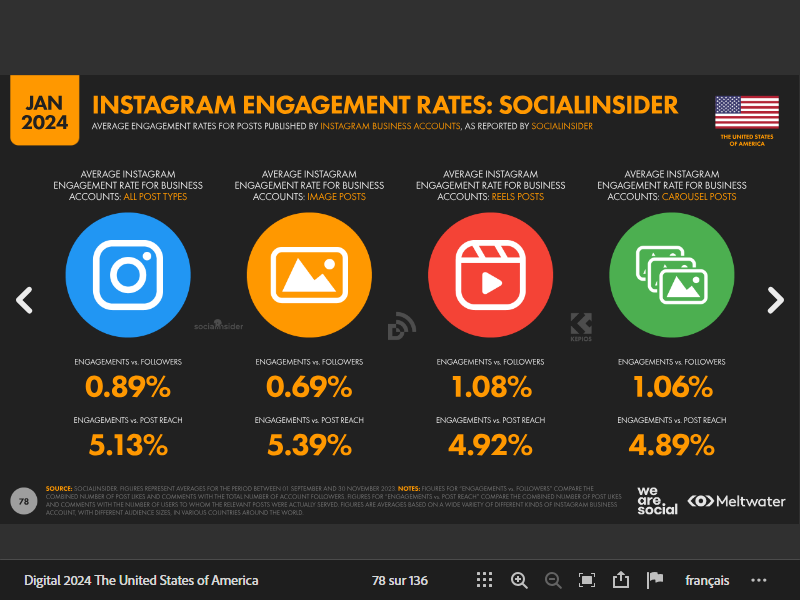 JAN
2024
INSTAGRAM ENGAGEMENT RATES: SOCIALINSIDER
AVERAGE ENGAGEMENT RATES FOR POSTS PUBLISHED BY INSTAGRAM BUSINESS ACCOUNTS, AS REPORTED BY SOCIALINSIDER
THE UNITED STATES
OF AMERICA
AVERAGE INSTAGRAM
ENGAGEMENT RATE FOR BUSINESS
ACCOUNTS: ALL POST TYPES
AVERAGE INSTAGRAM
ENGAGEMENT RATE FOR BUSINESS
ACCOUNTS: IMAGE POSTS
AVERAGE INSTAGRAM
ENGAGEMENT RATE FOR BUSINESS
ACCOUNTS: REELS POSTS
AVERAGE INSTAGRAM
ENGAGEMENT RATE FOR BUSINESS
ACCOUNTS: CAROUSEL POSTS
socialinsider
KEPIOS
ENGAGEMENTS vs. FOLLOWERS
0.89%
ENGAGEMENTS vs. FOLLOWERS
0.69%
ENGAGEMENTS vs. FOLLOWERS
1.08%
ENGAGEMENTS vs. FOLLOWERS
1.06%
ENGAGEMENTS vs. POST REACH
5.13%
ENGAGEMENTS vs. POST REACH
5.39%
ENGAGEMENTS vs. POST REACH
4.92%
ENGAGEMENTS vs. POST REACH
4.89%
78
SOURCE: SOCIALINSIDER. FIGURES REPRESENT AVERAGES FOR THE PERIOD BETWEEN 01 SEPTEMBER AND 30 NOVEMBER 2023. NOTES: FIGURES FOR "ENGAGEMENTS vs. FOLLOWERS" COMPARE THE
COMBINED NUMBER OF POST LIKES AND COMMENTS WITH THE TOTAL NUMBER OF ACCOUNT FOLLOWERS. FIGURES FOR "ENGAGEMENTS vs. POST REACH" COMPARE THE COMBINED NUMBER OF POST LIKES
AND COMMENTS WITH THE NUMBER OF USERS TO WHOM THE RELEVANT POSTS WERE ACTUALLY SERVED. FIGURES ARE AVERAGES BASED ON A WIDE VARIETY OF DIFFERENT KINDS OF INSTAGRAM BUSINESS
ACCOUNT, WITH DIFFERENT AUDIENCE SIZES, IN VARIOUS COUNTRIES AROUND THE WORLD.
we
are.
social
Meltwater
Digital 2024 The United States of America
78 sur 136
français